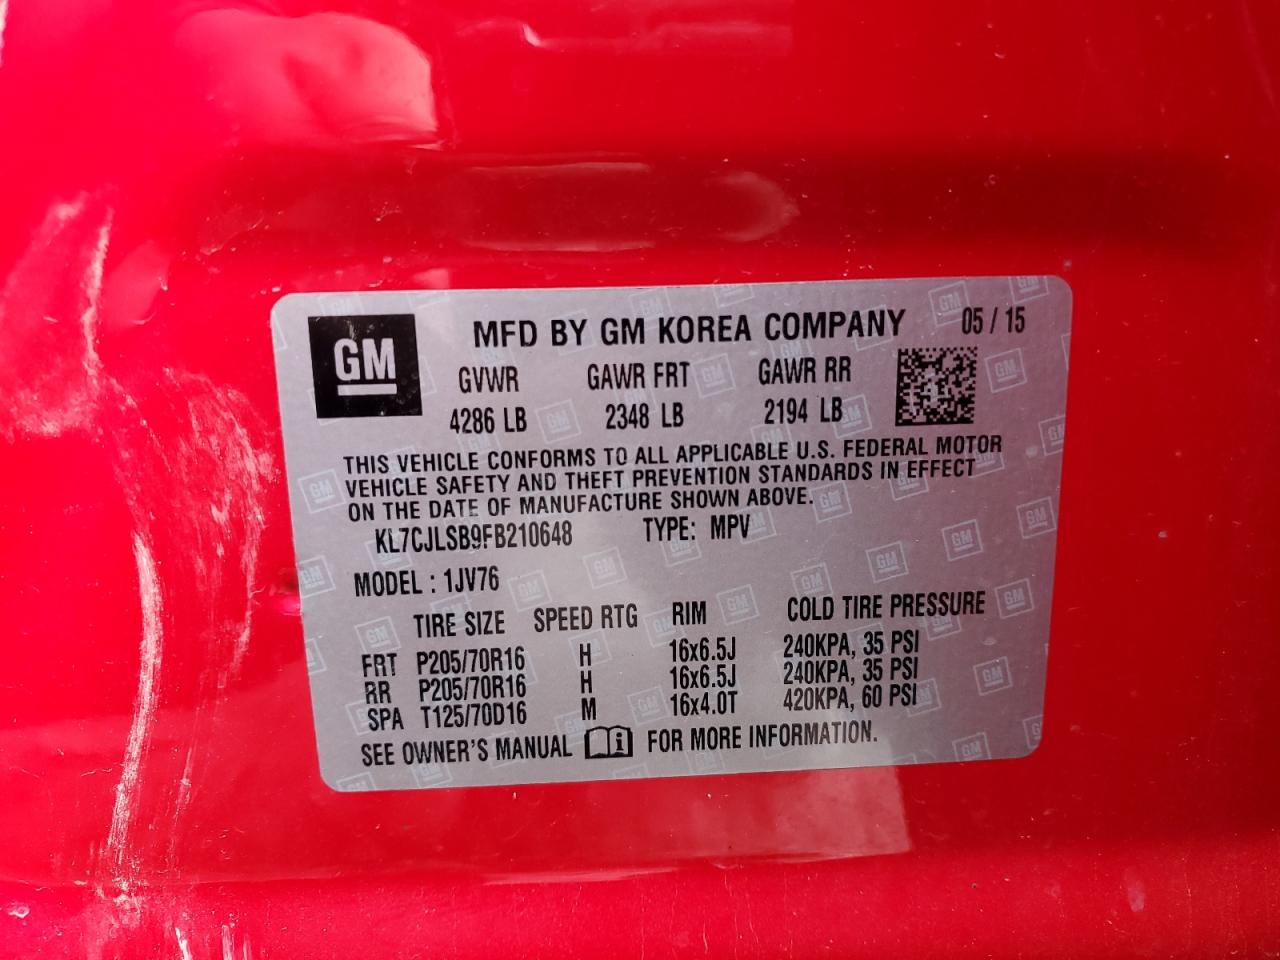 GM
MFD BY GM KOREA COMPANY 05 / 15
GVWR GAWR FRT GAWR RR
4286 LB 2348 LB 2194 LB
THIS VEHICLE CONFORMS TO ALL APPLICABLE U.S. FEDERAL MOTOR
VEHICLE SAFETY AND THEFT PREVENTION STANDARDS IN EFFECT
ON THE DATE OF MANUFACTURE SHOWN ABOVE.
KL7CJLSB9FB210648 TYPE: MPV
MODEL : 1JV76
TIRE SIZE SPEED RTG RIM COLD TIRE PRESSURE
FRT P205/70R16 H 16x6.5J 240KPA, 35 PSI
RR P205/70R16 H 16x6.5J 240KPA, 35 PSI
SPA T125/70D16 M 16x4.0T 420KPA, 60 PSI
SEE OWNER'S MANUAL i FOR MORE INFORMATION.